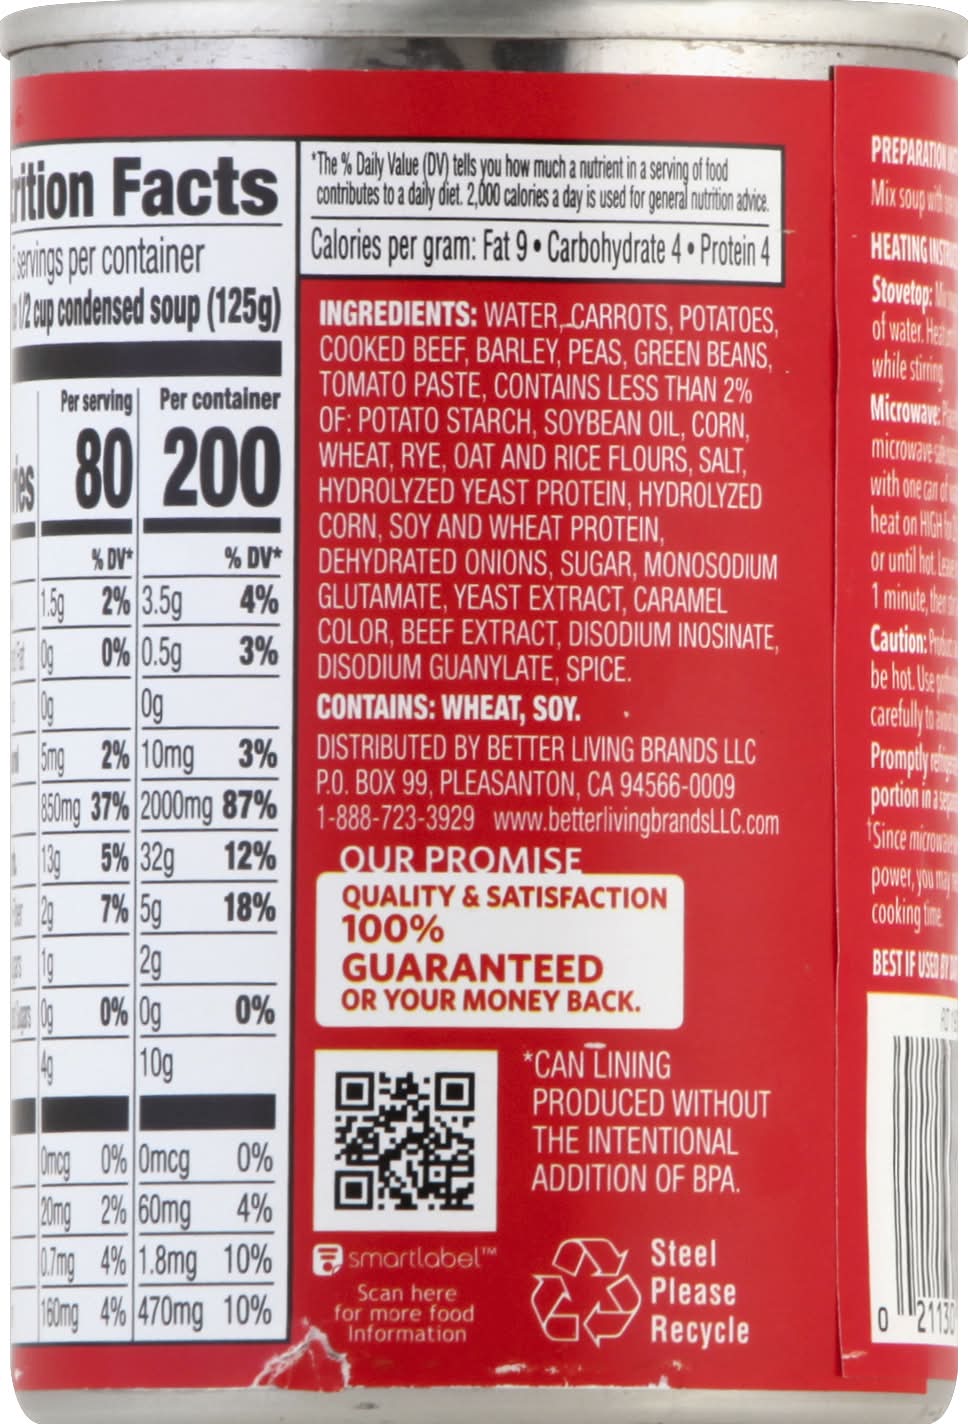 Facts
servings per container
1/2 cup condensed soup (125g)
Per serving Per container
80 200
% DV* % DV*
1.5g 2% 3.5g 4%
0g 0% 0.5g 3%
0g 0g
5mg 2% 10mg 3%
850mg 37% 2000mg 87%
13g 5% 32g 12%
2g 7% 5g 18%
1g 2g
0g 0% 0g 0%
4g 10g
0mcg 0% 0mcg 0%
20mg 2% 60mg 4%
0.7mg 4% 1.8mg 10%
160mg 4% 470mg 10%
*The % Daily Value (DV) tells you how much a nutrient in a serving of food
contributes to a daily diet. 2,000 calories a day is used for general nutrition advice.
Calories per gram: Fat 9 • Carbohydrate 4 • Protein 4
INGREDIENTS: WATER, CARROTS, POTATOES,
COOKED BEEF, BARLEY, PEAS, GREEN BEANS,
TOMATO PASTE, CONTAINS LESS THAN 2%
OF: POTATO STARCH, SOYBEAN OIL, CORN,
WHEAT, RYE, OAT AND RICE FLOURS, SALT,
HYDROLYZED YEAST PROTEIN, HYDROLYZED
CORN, SOY AND WHEAT PROTEIN,
DEHYDRATED ONIONS, SUGAR, MONOSODIUM
GLUTAMATE, YEAST EXTRACT, CARAMEL
COLOR, BEEF EXTRACT, DISODIUM INOSINATE,
DISODIUM GUANYLATE, SPICE.
CONTAINS: WHEAT, SOY.
DISTRIBUTED BY BETTER LIVING BRANDS LLC
P.O. BOX 99, PLEASANTON, CA 94566-0009
1-888-723-3929 www.betterlivingbrandsLLC.com
OUR PROMISE
QUALITY & SATISFACTION
100%
GUARANTEED
OR YOUR MONEY BACK.
*CAN LINING
PRODUCED WITHOUT
THE INTENTIONAL
ADDITION OF BPA.
smartlabel™
Scan here
for more food
Information
Steel
Please
Recycle
PREPARATION
Mix soup with
HEATING
Stovetop:
of water.
while stirring.
Microwave:
microwave
with one can of
heat on HIGH
or until hot.
1 minute, then
Caution:
be hot. Use
carefully to
Promptly
portion in a
†Since
power, you may
cooking time.
BEST IF USED BY
0 21130